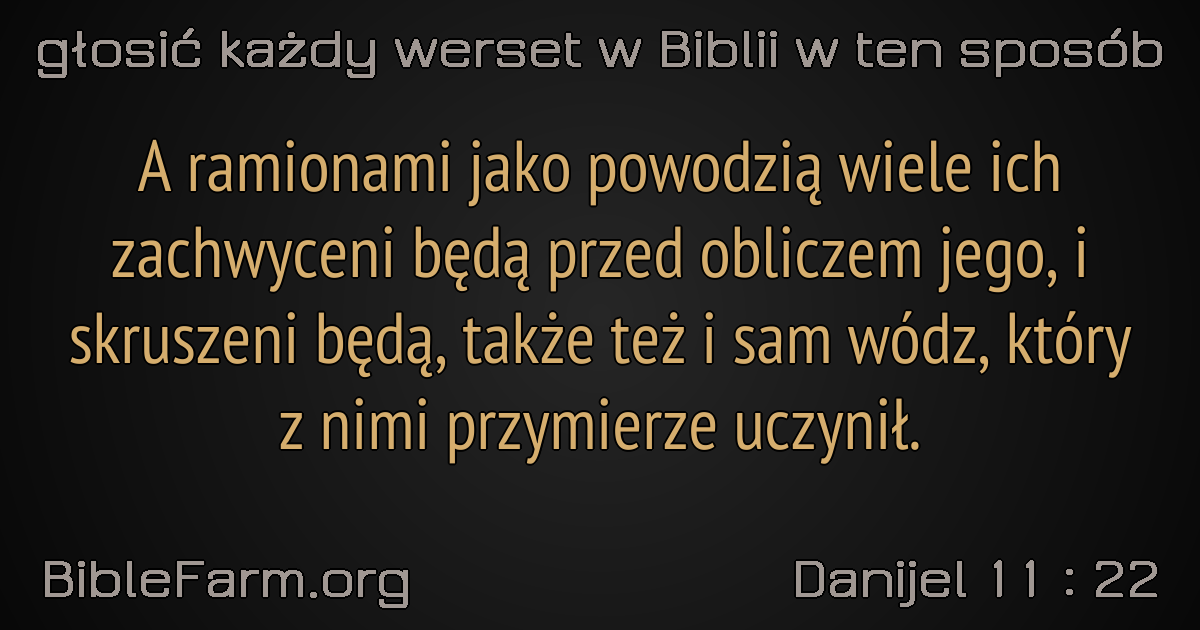 głosić każdy werset w Biblii w ten sposób
A ramionami jako powodzią wiele ich
zachwyceni będą przed obliczem jego, i
skruszeni będą, także też i sam wódz, który
z nimi przymierze uczynił.
BibleFarm.org
Danijel 11 : 22